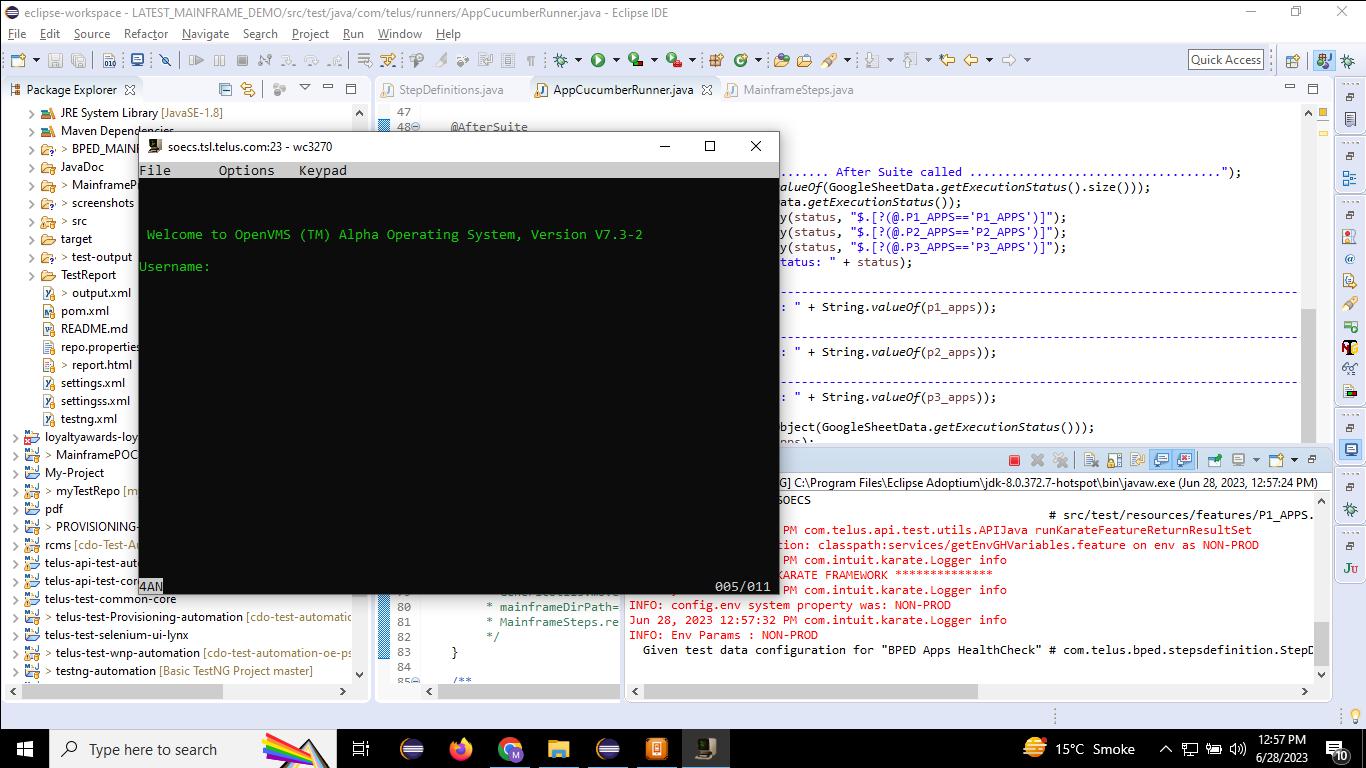 eclipse-workspace - LATEST_MAINFRAME_DEMO/src/test/java/com/telus/runners/AppCucumberRunner.java - Eclipse IDE
File Edit Source Refactor Navigate Search Project Run Window Help
Quick Access
Package Explorer
JRE System Library [JavaSE-1.8]
Maven Dependencies
> BPED_MAINF
JavaDoc
> MainframeP
> screenshots
> src
target
> test-output
TestReport
> output.xml
pom.xml
README.md
repo.properties
> report.html
settings.xml
settingss.xml
testng.xml
loyaltyawards-loy
> MainframePOC
My-Project
> myTestRepo [m
pdf
> PROVISIONING-
rcms [cdo-Test-Au
telus-api-test-aut
telus-api-test-cor
telus-test-common-core
> telus-test-Provisioning-automation [cdo-test-automatic
telus-test-selenium-ui-lynx
> telus-test-wnp-automation [cdo-test-automation-oe-ps
testng-automation [Basic TestNG Project master]
StepDefinitions.java
AppCucumberRunner.java
MainframeSteps.java
47
48 @AfterSuite
....... After Suite called ...................................");
alueOf(GoogleSheetData.getExecutionStatus().size()));
ata.getExecutionStatus());
y(status, "$.[?(@.P1_APPS=='P1_APPS')]");
y(status, "$.[?(@.P2_APPS=='P2_APPS')]");
y(status, "$.[?(@.P3_APPS=='P3_APPS')]");
tatus: " + status);
: " + String.valueOf(p1_apps));
: " + String.valueOf(p2_apps));
: " + String.valueOf(p3_apps));
bject(GoogleSheetData.getExecutionStatus()));
80 * mainframeDirPath=
81 * MainframeSteps.re
82 */
83 }
84
85 /**
soecs.tsl.telus.com:23 - wc3270
File Options Keypad
Welcome to OpenVMS (TM) Alpha Operating System, Version V7.3-2
Username:
4AN
005/011
G] C:\Program Files\Eclipse Adoptium\jdk-8.0.372.7-hotspot\bin\javaw.exe (Jun 28, 2023, 12:57:24 PM)
SOECS
# src/test/resources/features/P1_APPS.
PM com.telus.api.test.utils.APIJava runKarateFeatureReturnResultSet
tion: classpath:services/getEnvGHVariables.feature on env as NON-PROD
PM com.intuit.karate.Logger info
KARATE FRAMEWORK **************
PM com.intuit.karate.Logger info
INFO: config.env system property was: NON-PROD
Jun 28, 2023 12:57:32 PM com.intuit.karate.Logger info
INFO: Env Params : NON-PROD
Given test data configuration for "BPED Apps HealthCheck" # com.telus.bped.stepsdefinition.StepD
Type here to search
15°C Smoke
12:57 PM
6/28/2023
10